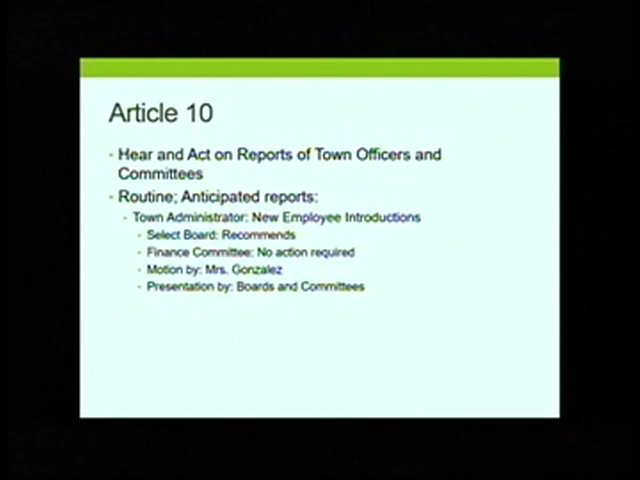 Article 10
• Hear and Act on Reports of Town Officers and
Committees
• Routine; Anticipated reports:
• Town Administrator: New Employee Introductions
• Select Board: Recommends
• Finance Committee: No action required
• Motion by: Mrs. Gonzalez
• Presentation by: Boards and Committees